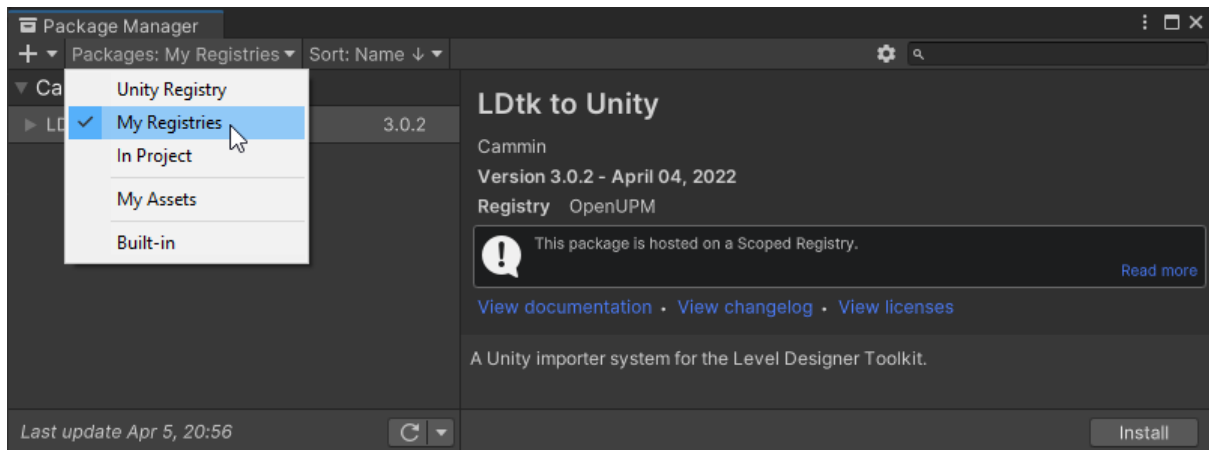 Package Manager
Packages: My Registries Sort: Name ↓
Ca
LD 3.0.2
Unity Registry
My Registries
In Project
My Assets
Built-in
LDtk to Unity
Cammin
Version 3.0.2 - April 04, 2022
Registry OpenUPM
This package is hosted on a Scoped Registry.
Read more
View documentation • View changelog • View licenses
A Unity importer system for the Level Designer Toolkit.
Last update Apr 5, 20:56
Install